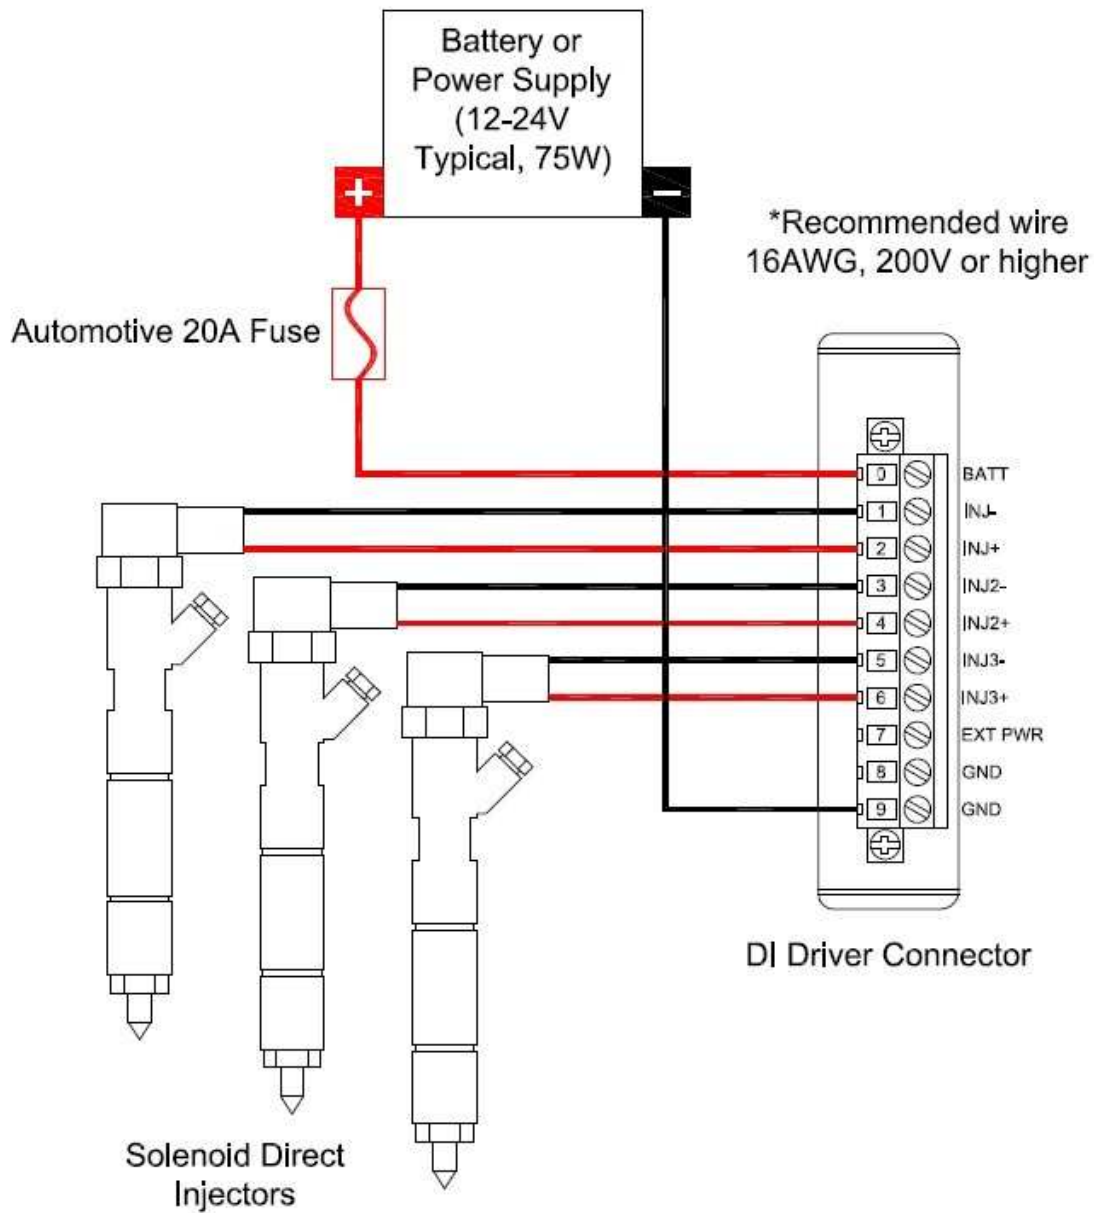 Battery or
Power Supply
(12-24V
Typical, 75W)
+
−
*Recommended wire
16AWG, 200V or higher
Automotive 20A Fuse
0 BATT
1 INJ-
2 INJ+
3 INJ2-
4 INJ2+
5 INJ3-
6 INJ3+
7 EXT PWR
8 GND
9 GND
DI Driver Connector
Solenoid Direct
Injectors